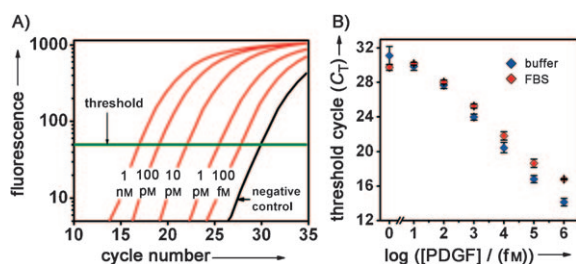 A)
fluorescence
1000
100
10
threshold
1 100 10 1 100
nM pM pM pM fM
negative
control
10 15 20 25 30 35
cycle number
B)
threshold cycle (CT)
32
28
24
20
16
12
buffer
FBS
0 1 2 3 4 5 6
log ([PDGF] / (fM))